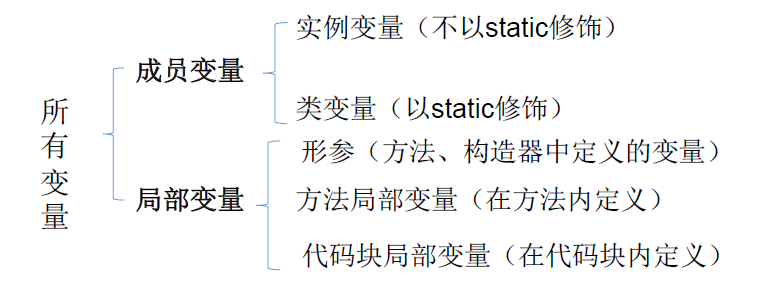 所有变量
成员变量
实例变量（不以static修饰）
类变量（以static修饰）
局部变量
形参（方法、构造器中定义的变量）
方法局部变量（在方法内定义）
代码块局部变量（在代码块内定义）